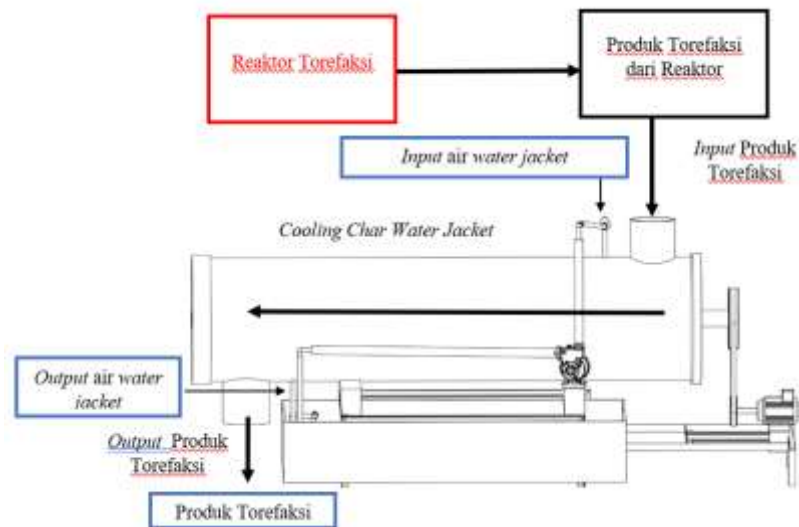 Reaktor Torefaksi
Produk Torefaksi
dari Reaktor
Input air water jacket
Input Produk
Torefaksi
Cooling Char Water Jacket
Output air water
jacket
Output Produk
Torefaksi
Produk Torefaksi